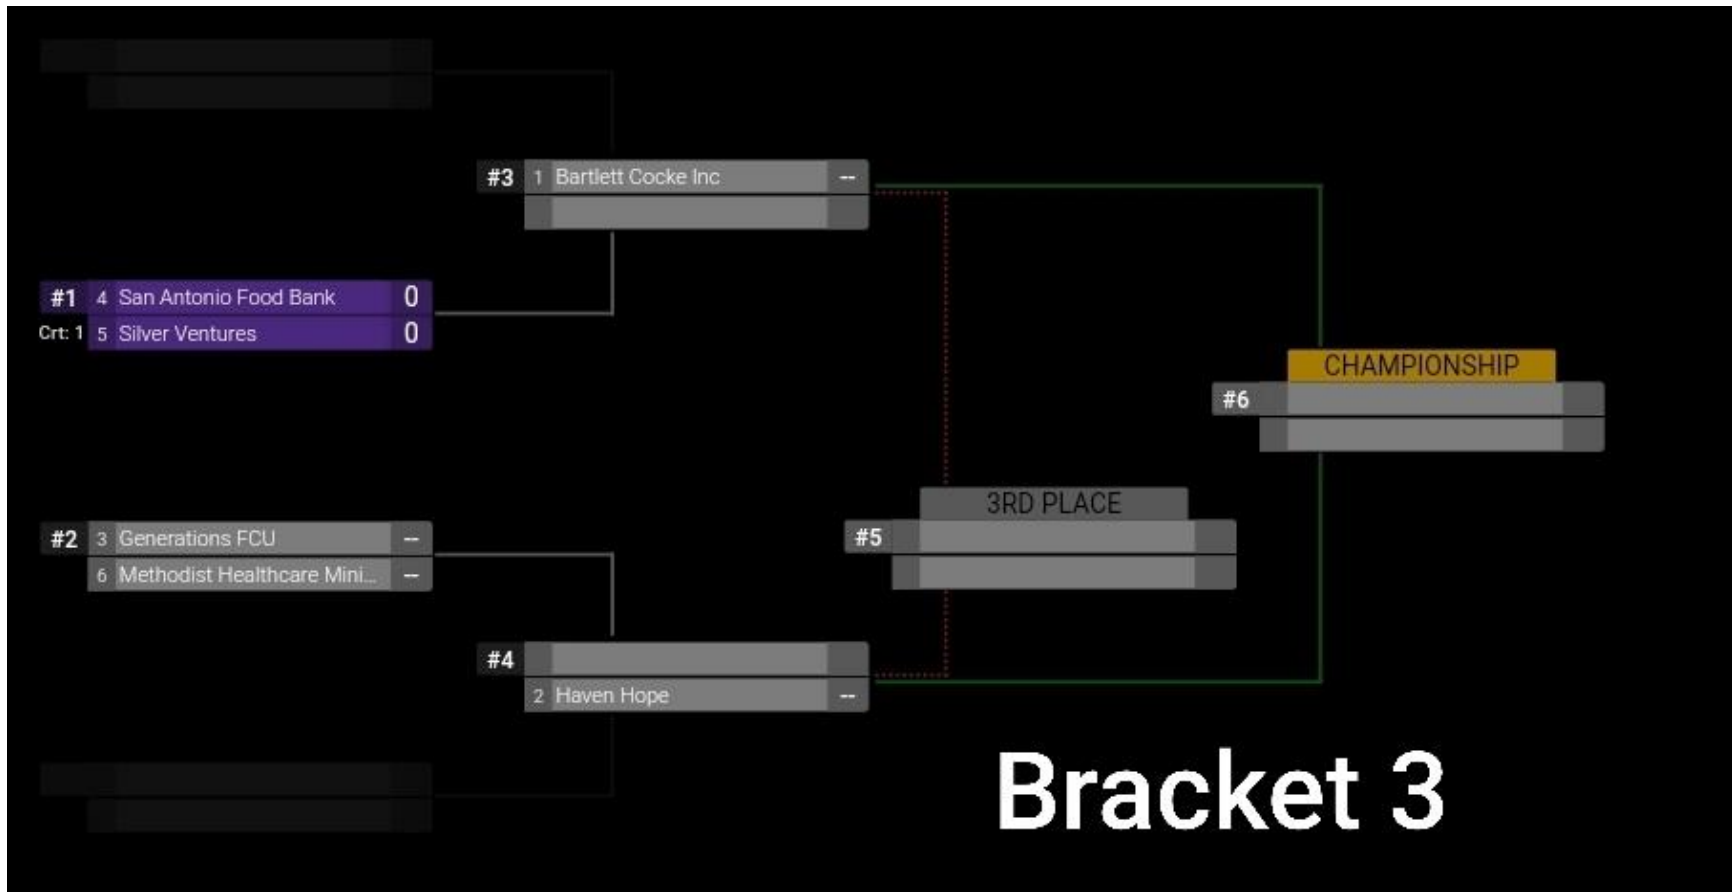 #3 1 Bartlett Cocke Inc --
#1 4 San Antonio Food Bank 0
Crt: 1 5 Silver Ventures 0
CHAMPIONSHIP
#6
3RD PLACE
#5
#2 3 Generations FCU --
6 Methodist Healthcare Mini... --
#4
2 Haven Hope --
Bracket 3